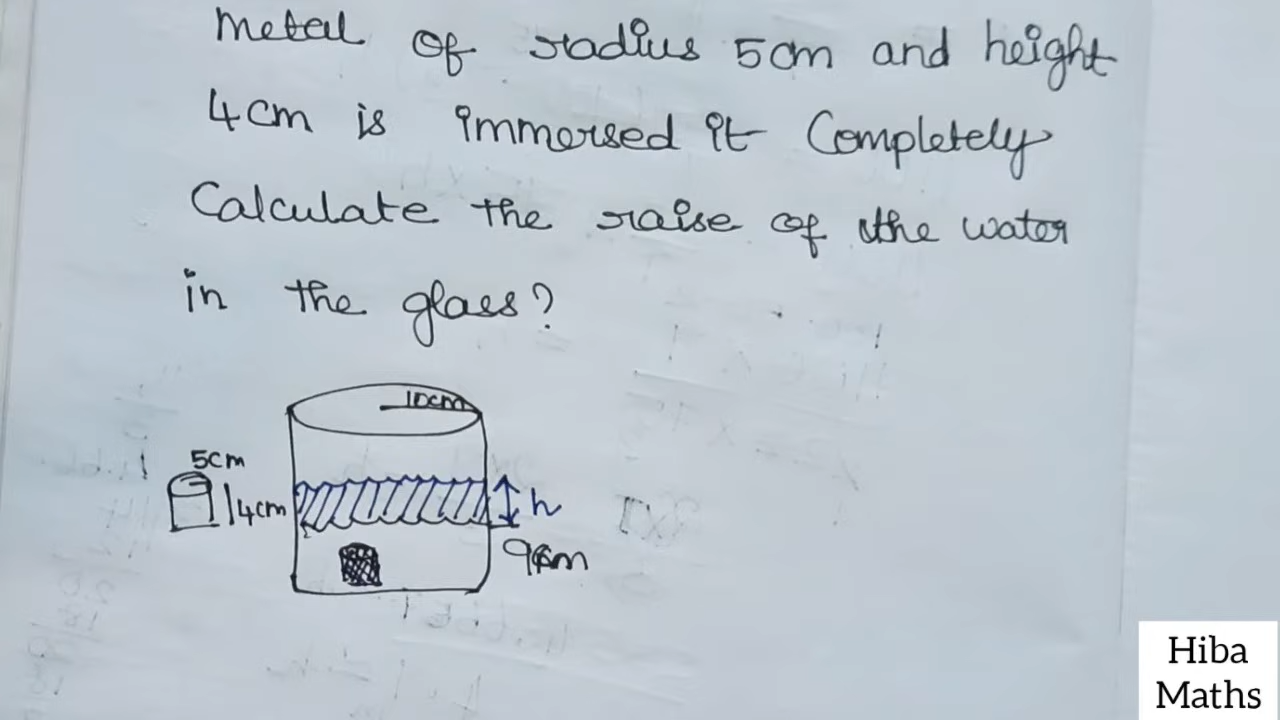 Metal of radius 5cm and height
4cm is immersed it Completely
Calculate the raise of the water
in the glass?
10cm
5cm
4cm
h
9cm
Hiba
Maths